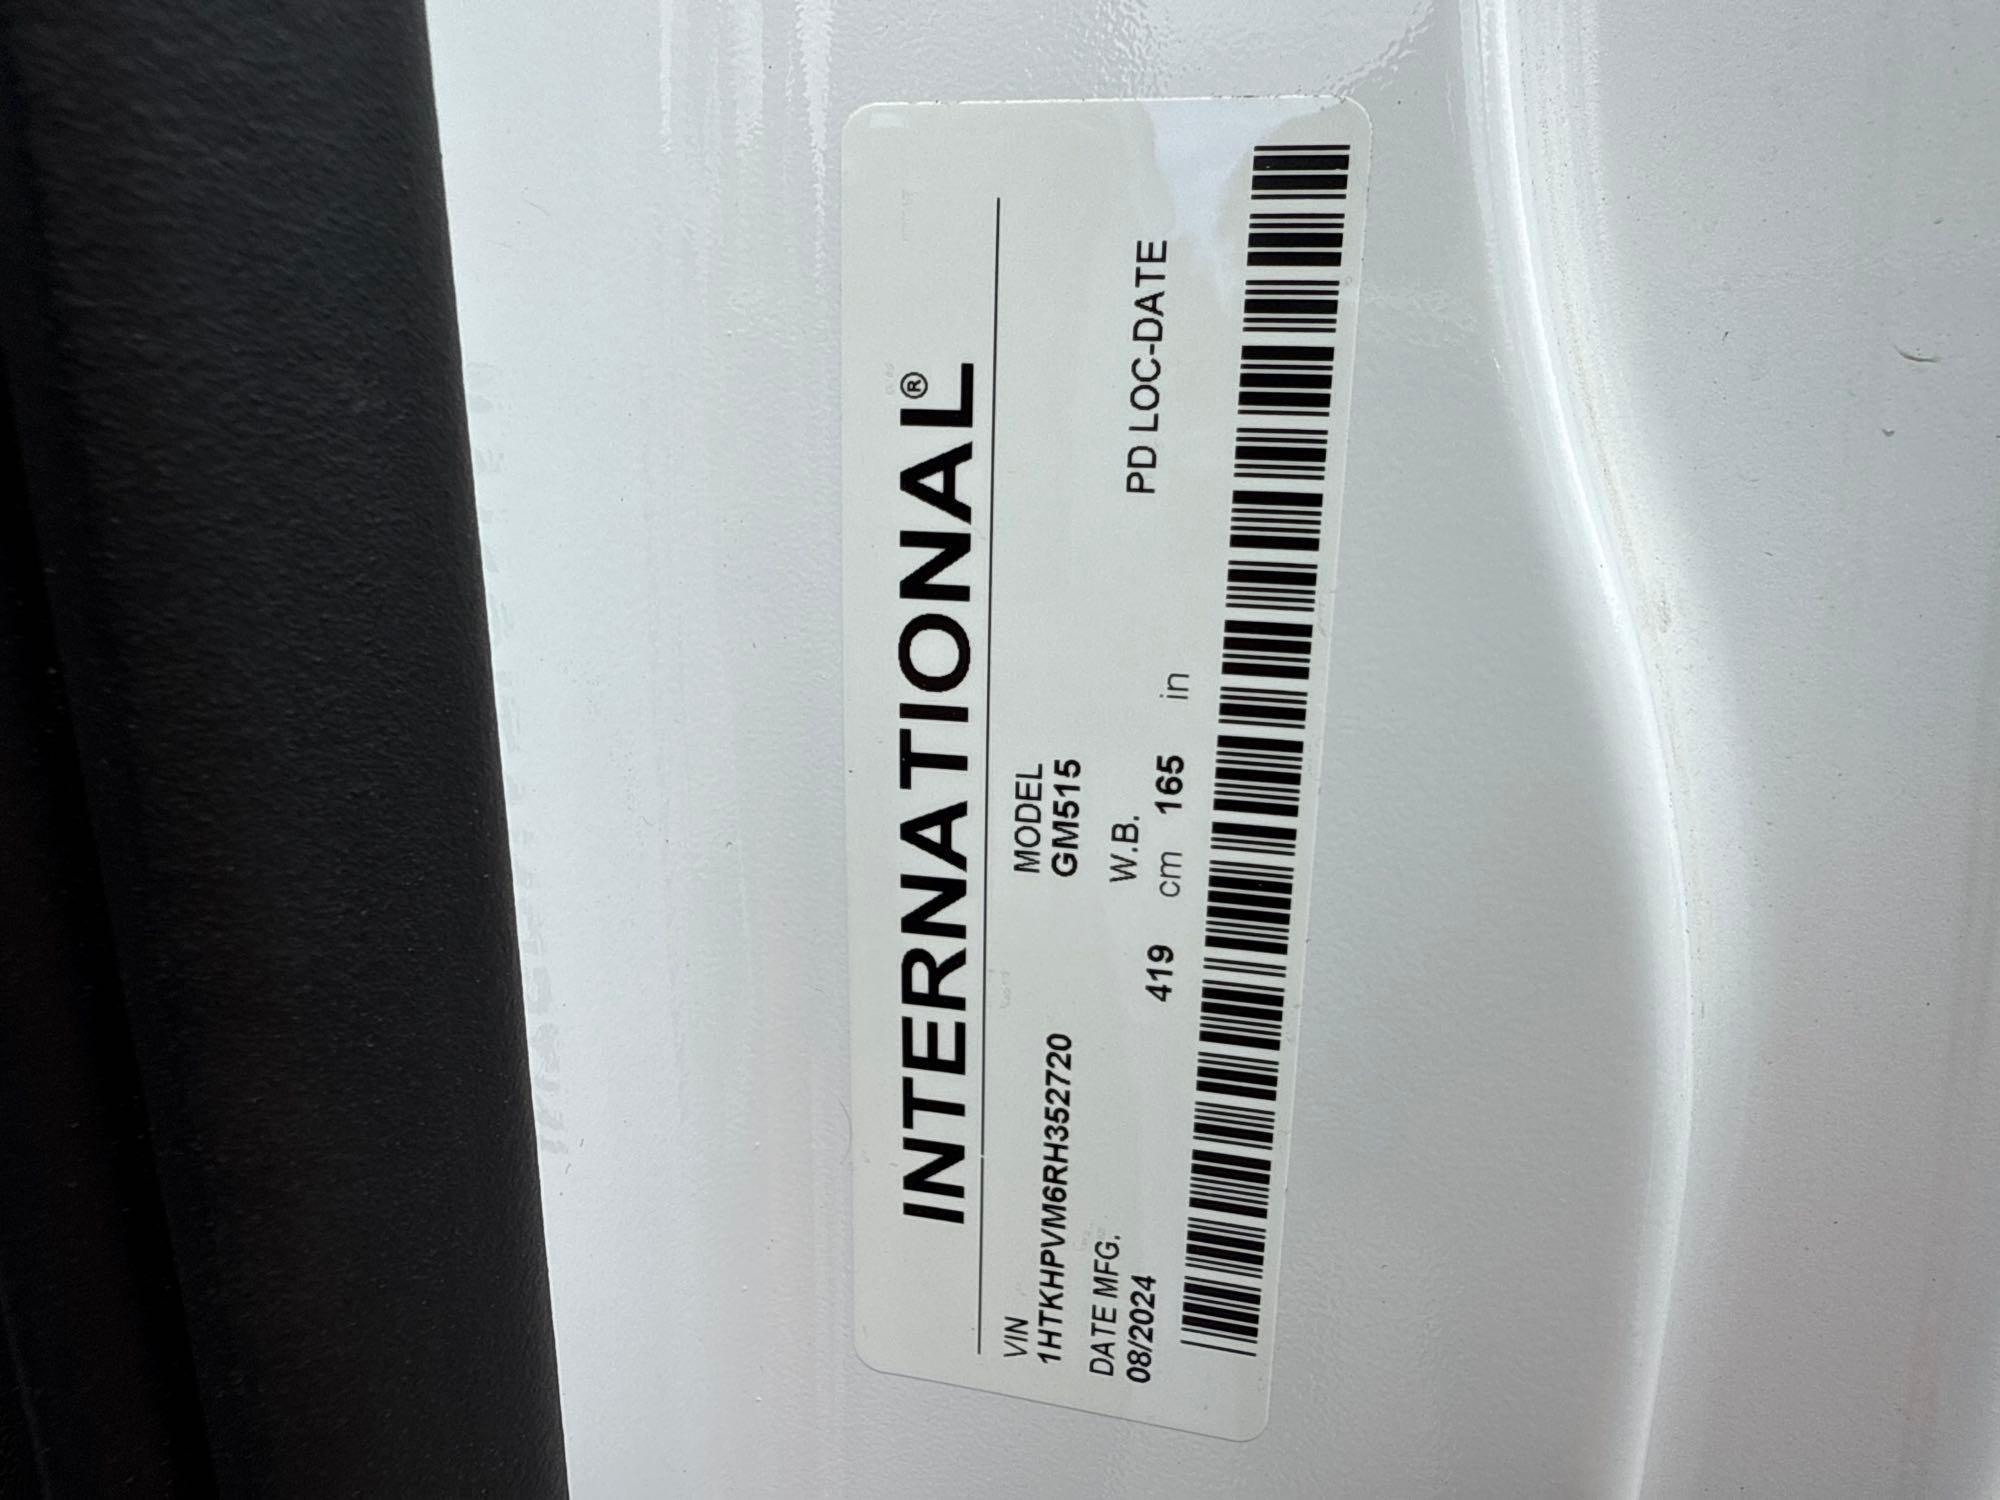 INTERNATIONAL®
VIN
1HTKHPVM6RH352720
MODEL
GM515
DATE MFG.
08/2024
W.B.
419 cm 165 in
PD LOC-DATE